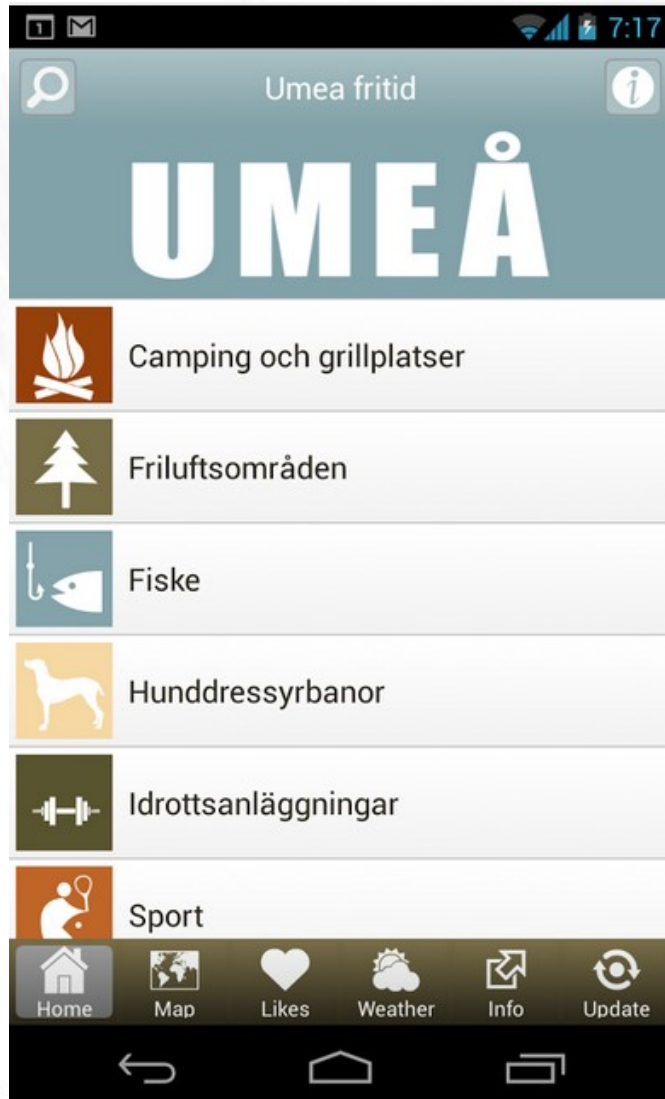 1
7:17
Umea fritid
i
UMEÅ
Camping och grillplatser
Friluftsområden
Fiske
Hunddressyrbanor
Idrottsanläggningar
Sport
Home Map Likes Weather Info Update